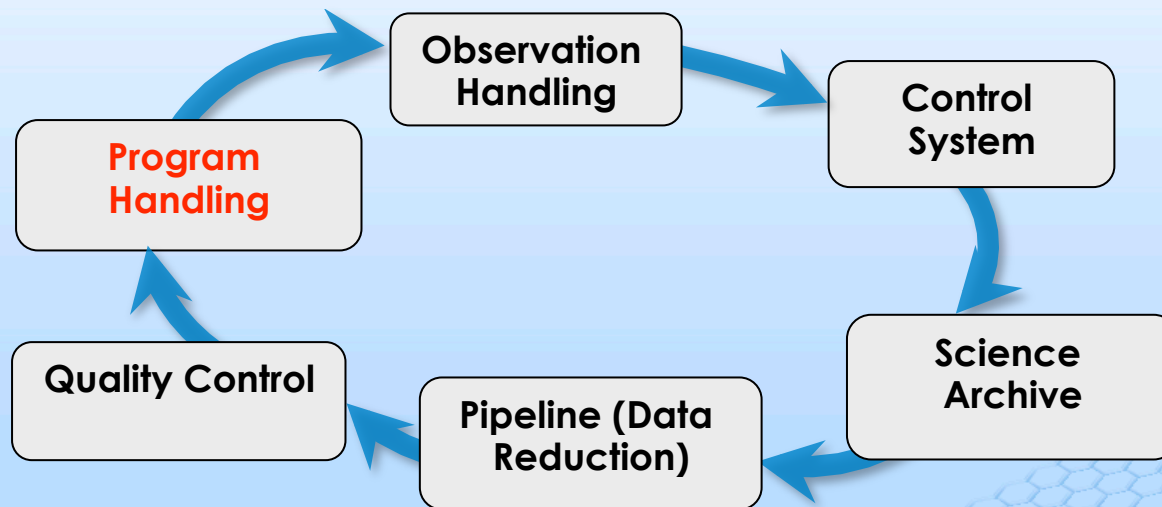 Observation
Handling
Control
System
Program
Handling
Science
Archive
Quality Control
Pipeline (Data
Reduction)